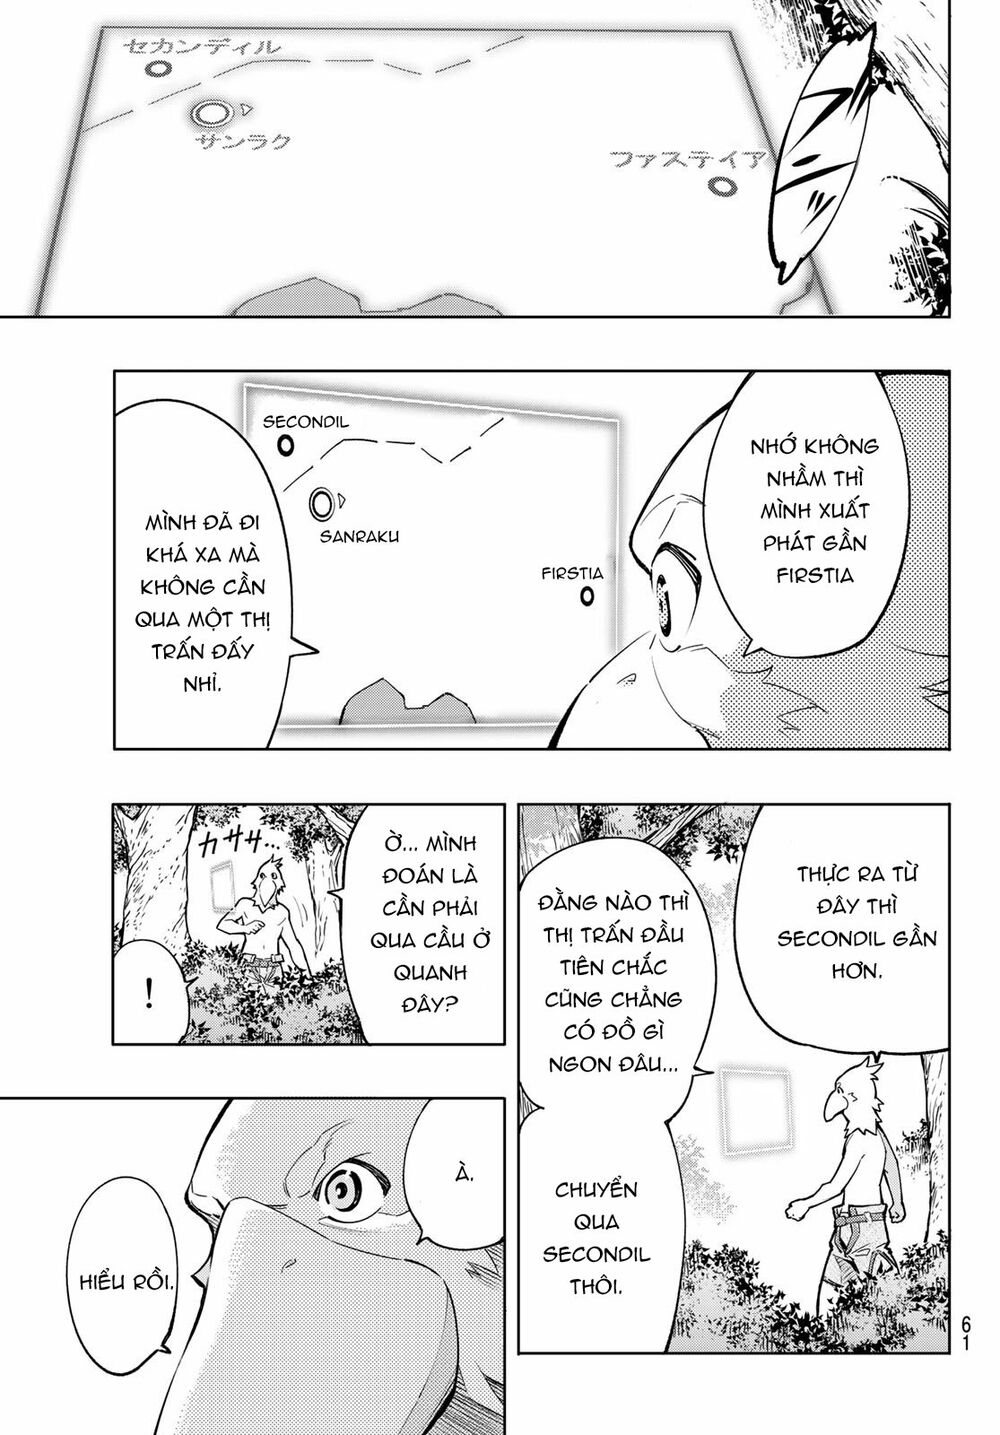 セカンディル
サンラク
ファステイア
NHỚ KHÔNG
NHẦM THÌ
MÌNH XUẤT
PHÁT GẦN
FIRSTIA
SECONDIL
SANRAKU
FIRSTIA
MÌNH ĐÃ ĐI
KHÁ XA MÀ
KHÔNG CẦN
QUA MỘT THỊ
TRẤN ĐẤY
NHỈ.
THỰC RA TỪ
ĐÂY THÌ
SECONDIL GẦN
HƠN.
ĐẰNG NÀO THÌ
THỊ TRẤN ĐẦU
TIÊN CHẮC
CŨNG CHẲNG
CÓ ĐỒ GÌ
NGON ĐÂU...
CHUYỂN
QUA
SECONDIL
THÔI.
Ờ... MÌNH
ĐOÁN LÀ
CẦN PHẢI
QUA CẦU Ở
QUANH
ĐÂY?
カササ...
!
À.
HIỂU RỒI.
61